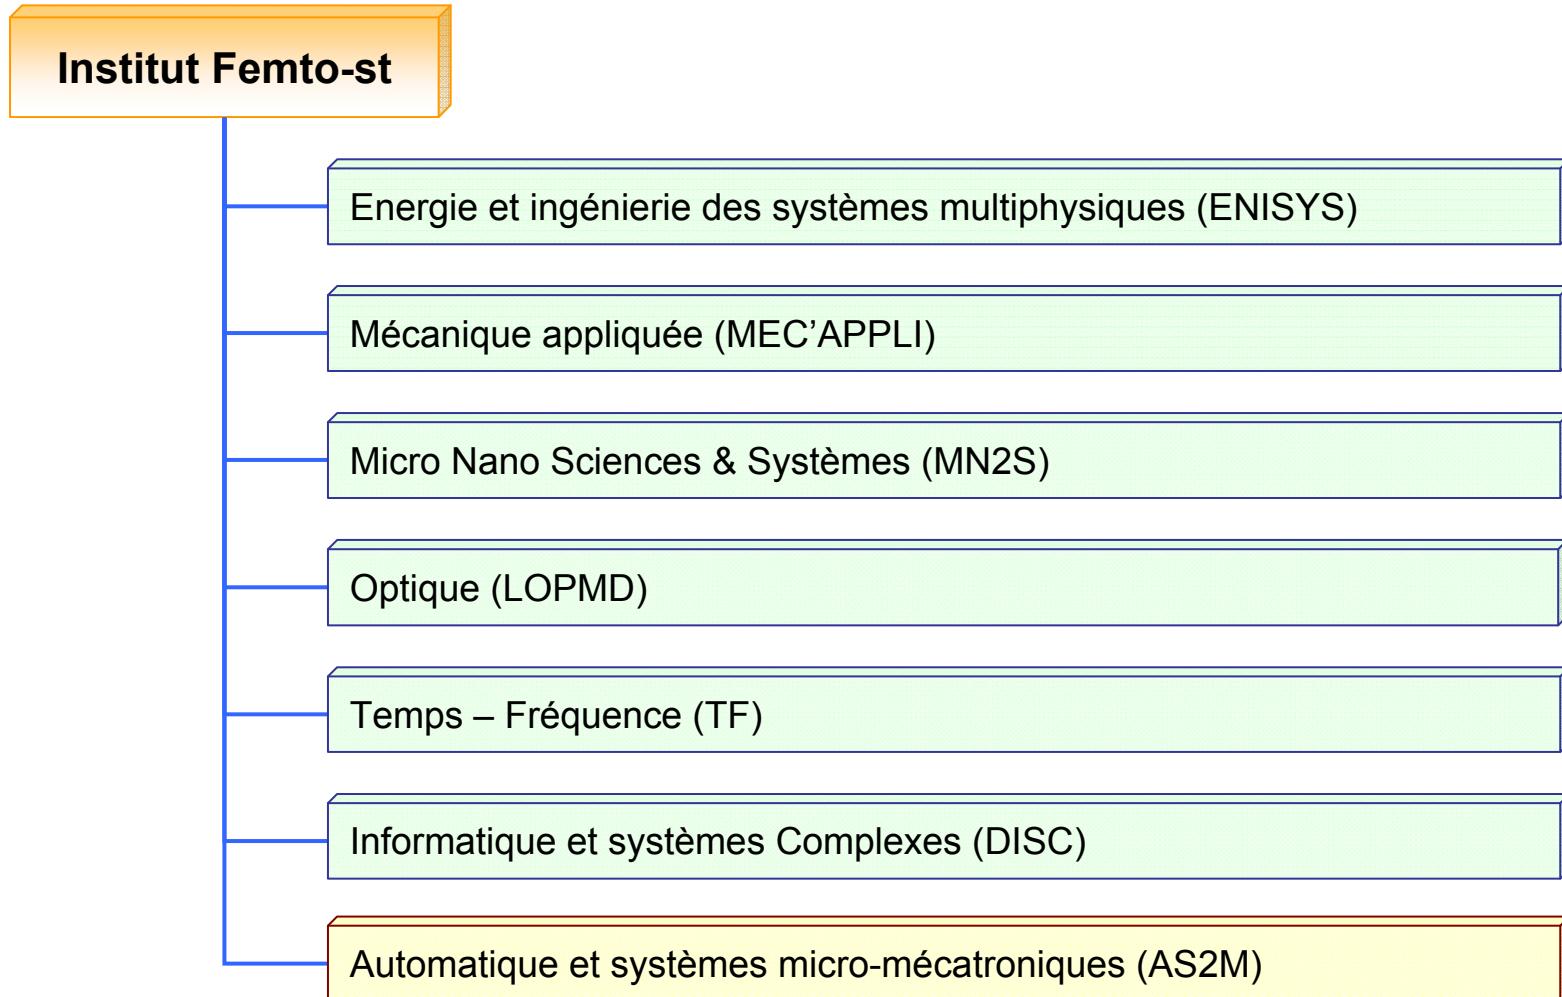 Institut Femto-st
Energie et ingénierie des systèmes multiphysiques (ENISYS)
Mécanique appliquée (MEC’APPLI)
Micro Nano Sciences & Systèmes (MN2S)
Optique (LOPMD)
Temps – Fréquence (TF)
Informatique et systèmes Complexes (DISC)
Automatique et systèmes micro-mécatroniques (AS2M)